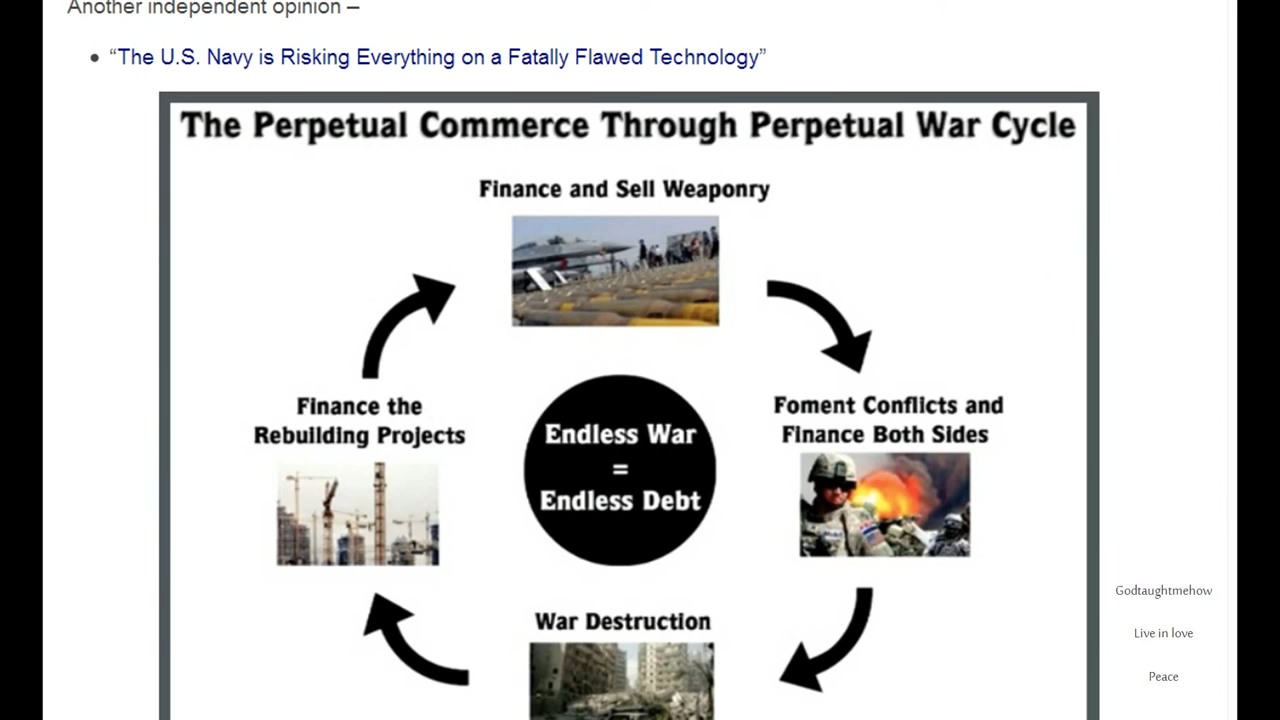 Another independent opinion –
• “The U.S. Navy is Risking Everything on a Fatally Flawed Technology”
The Perpetual Commerce Through Perpetual War Cycle
Finance and Sell Weaponry
Finance the
Rebuilding Projects
Endless War
=
Endless Debt
Foment Conflicts and
Finance Both Sides
War Destruction
Godtaughtmehow
Live in love
Peace